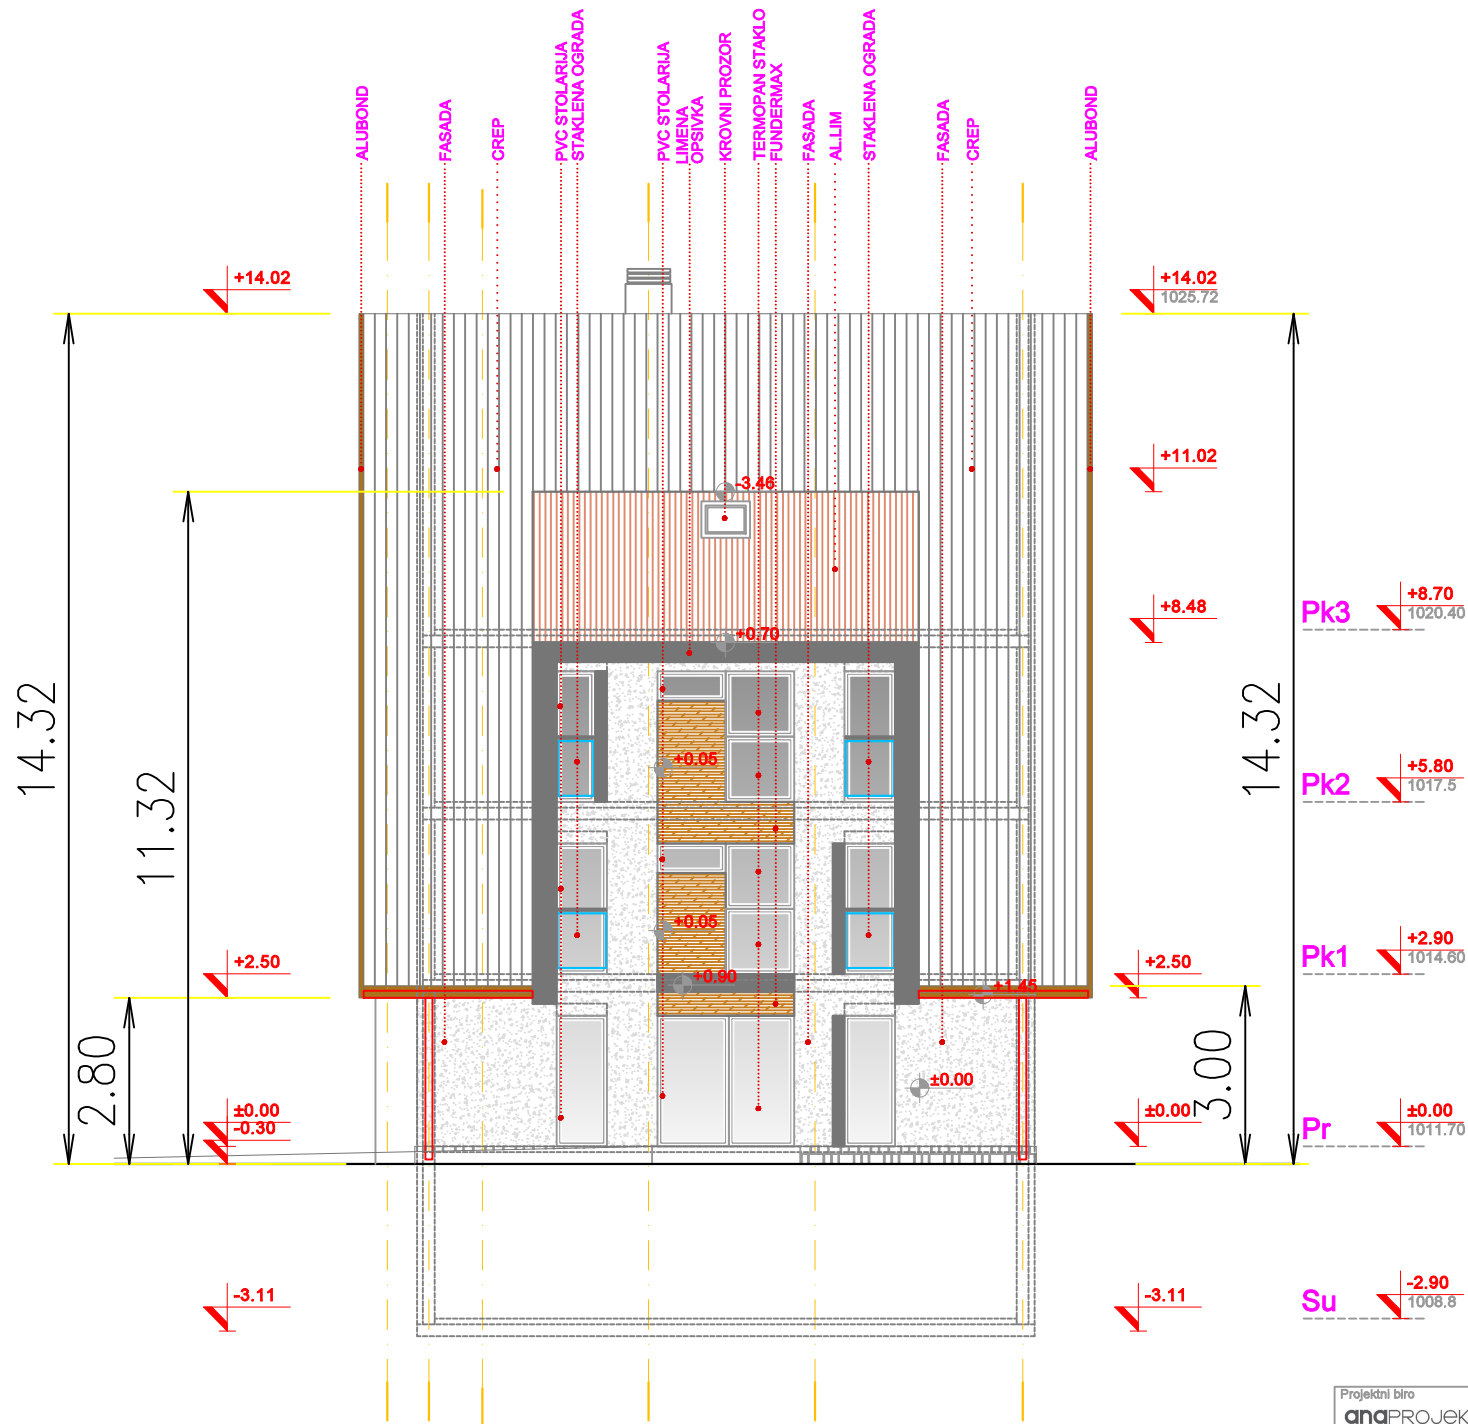 ALUBOND
FASADA
CREP
PVC STOLARIJA
STAKLENA OGRADA
PVC STOLARIJA
LIMENA
OPSIVKA
KROVNI PROZOR
TERMOPAN STAKLO
FUNDERMAX
FASADA
AL.LIM
STAKLENA OGRADA
FASADA
CREP
ALUBOND
+14.02
+14.02
1025.72
+11.02
-3.46
+8.48
Pk3
+8.70
1020.40
+0.70
14.32
11.32
14.32
+0.05
Pk2
+5.80
1017.5
+0.05
Pk1
+2.90
1014.60
+2.50
+0.90
+1.45
+2.50
2.80
3.00
±0.00
±0.00
-0.30
±0.00
Pr
±0.00
1011.70
-3.11
-3.11
Su
-2.90
1008.8
Projektni biro
anaPROJEK